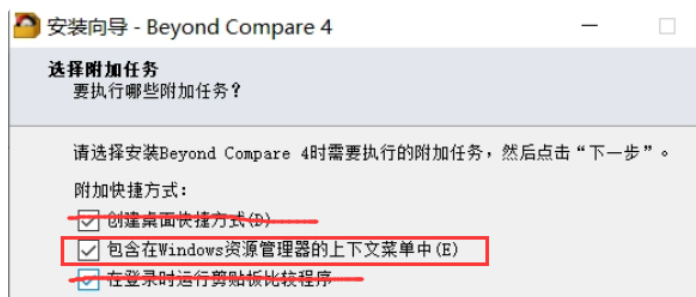 安装向导 - Beyond Compare 4
选择附加任务
要执行哪些附加任务?
请选择安装Beyond Compare 4时需要执行的附加任务，然后点击“下一步”。
附加快捷方式:
创建桌面快捷方式(D)
包含在Windows资源管理器的上下文菜单中(E)
在登录时运行剪贴板比较程序